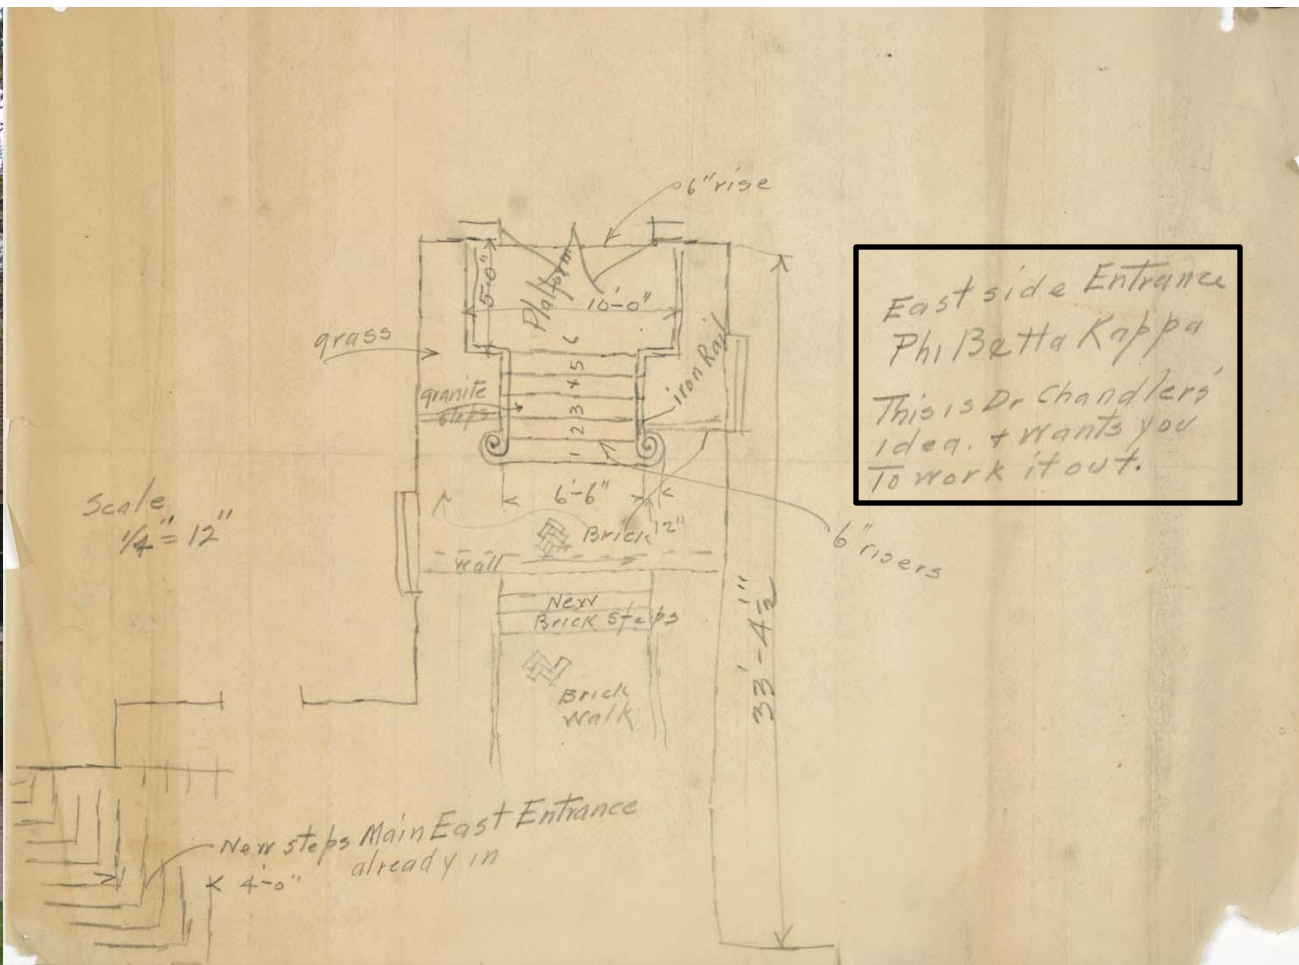 6" rise
East side Entrance
Phi Betta Kappa
This is Dr Chandlers'
idea. + wants you
To work it out.
5'-0"
Platform
10'-0"
grass
iron Rail
granite
steps
6
5
4
3
2
1
Scale
1/4" = 12"
6'-6"
12"
Brick
6" risers
wall
New
Brick Steps
33'-4 1/2"
Brick
Walk
New steps Main East Entrance
already in
4'-0"